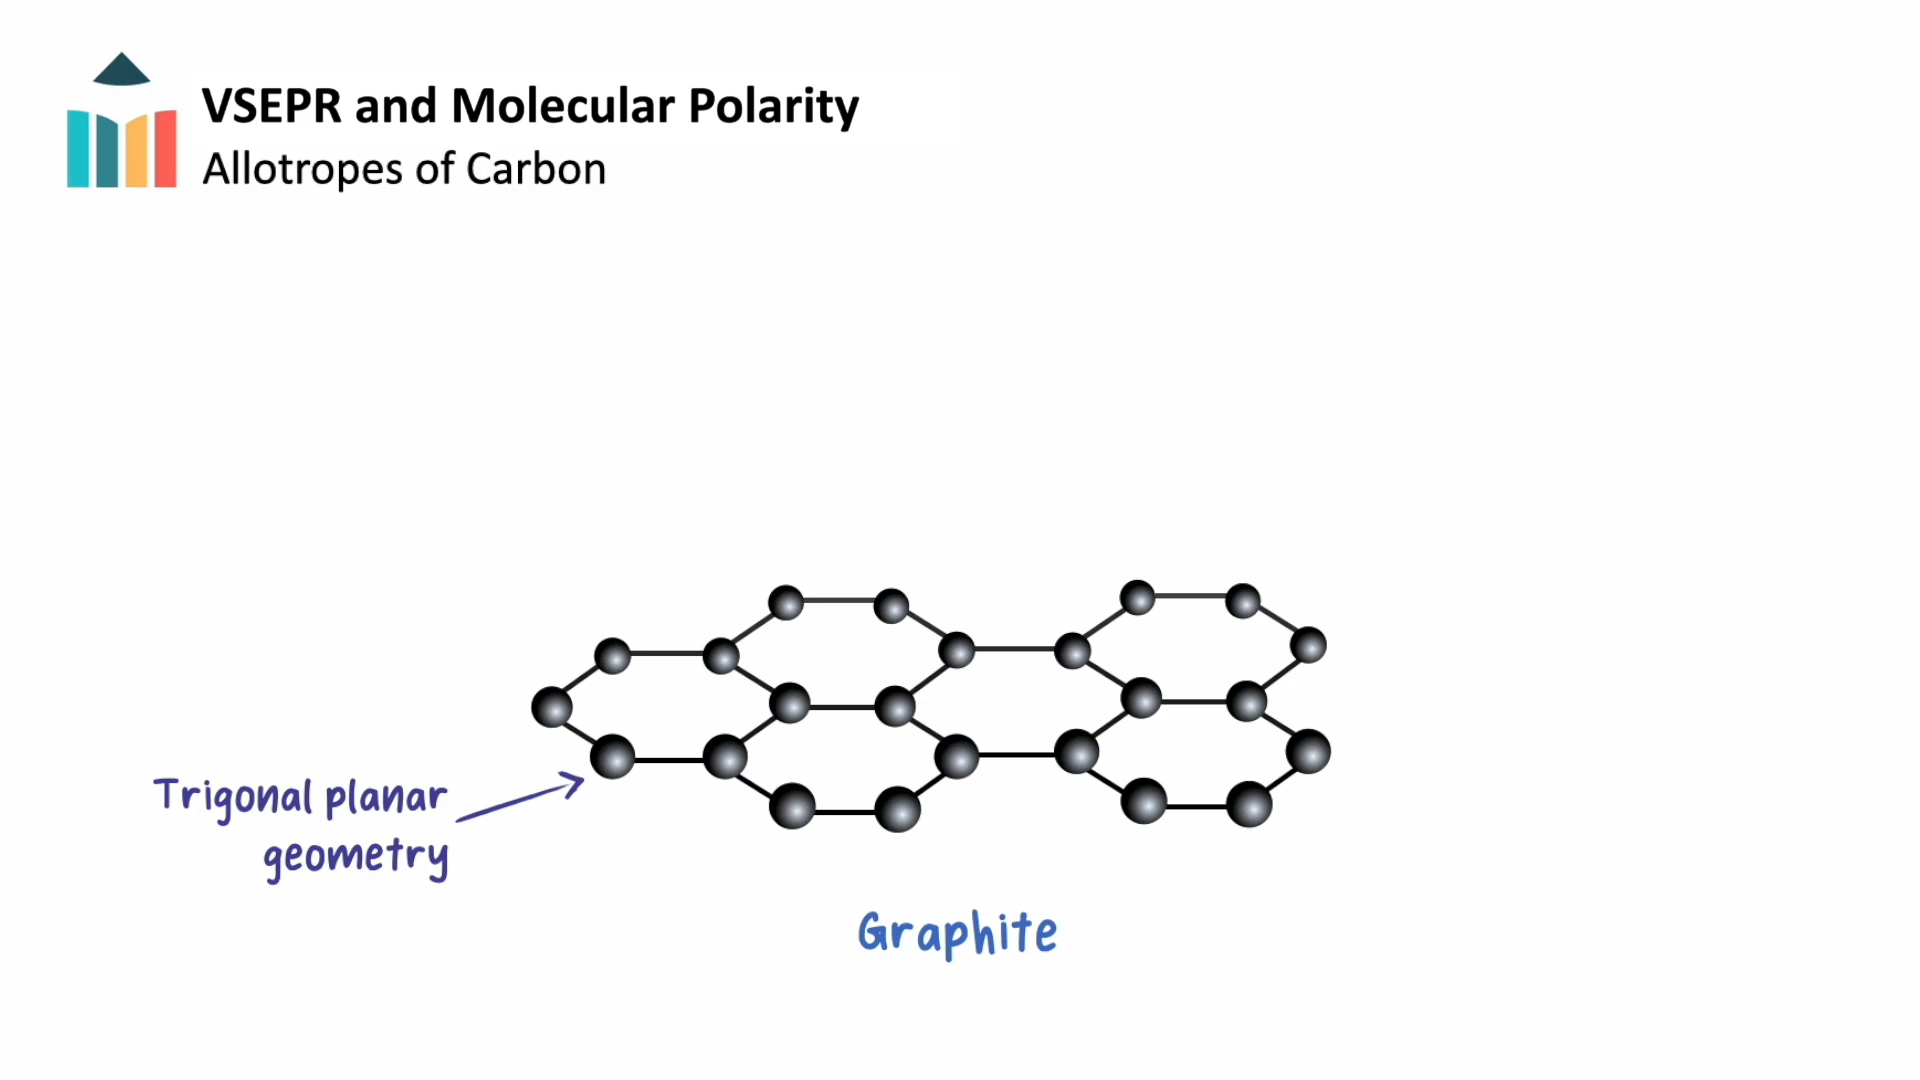 VSEPR and Molecular Polarity
Allotropes of Carbon
Trigonal planar
geometry
Graphite